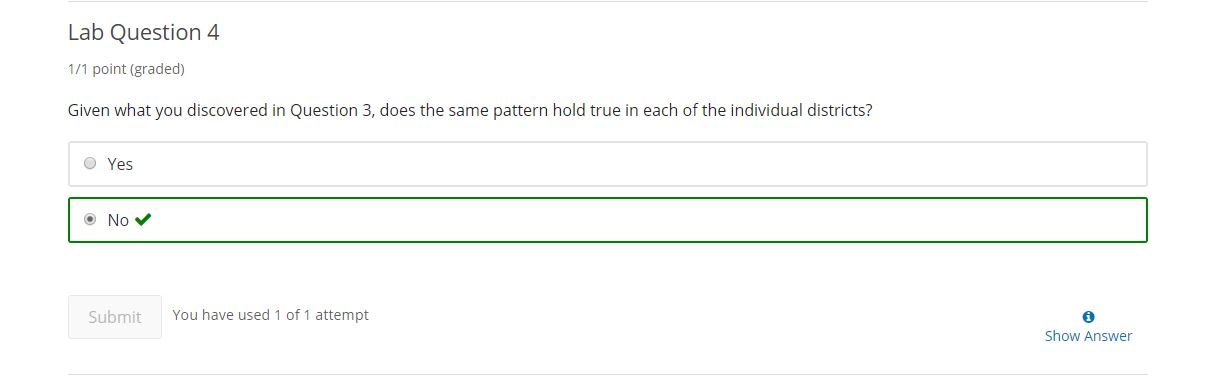 Lab Question 4
1/1 point (graded)
Given what you discovered in Question 3, does the same pattern hold true in each of the individual districts?
Yes
No
Submit
You have used 1 of 1 attempt
Show Answer